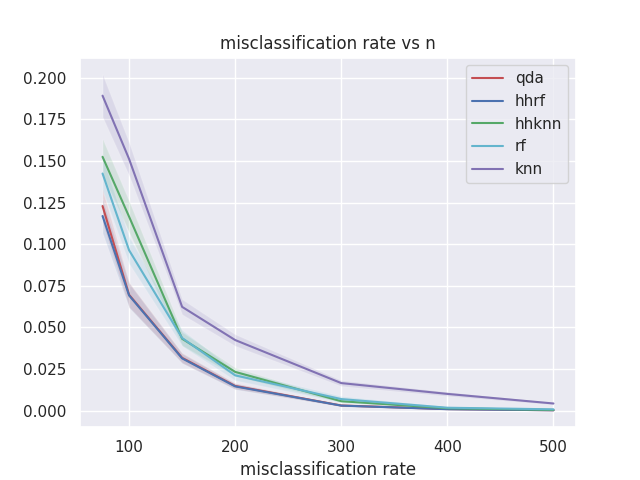 misclassification rate vs n
0.200
0.175
0.150
0.125
0.100
0.075
0.050
0.025
0.000
qda
hhrf
hhknn
rf
knn
100 200 300 400 500
misclassification rate